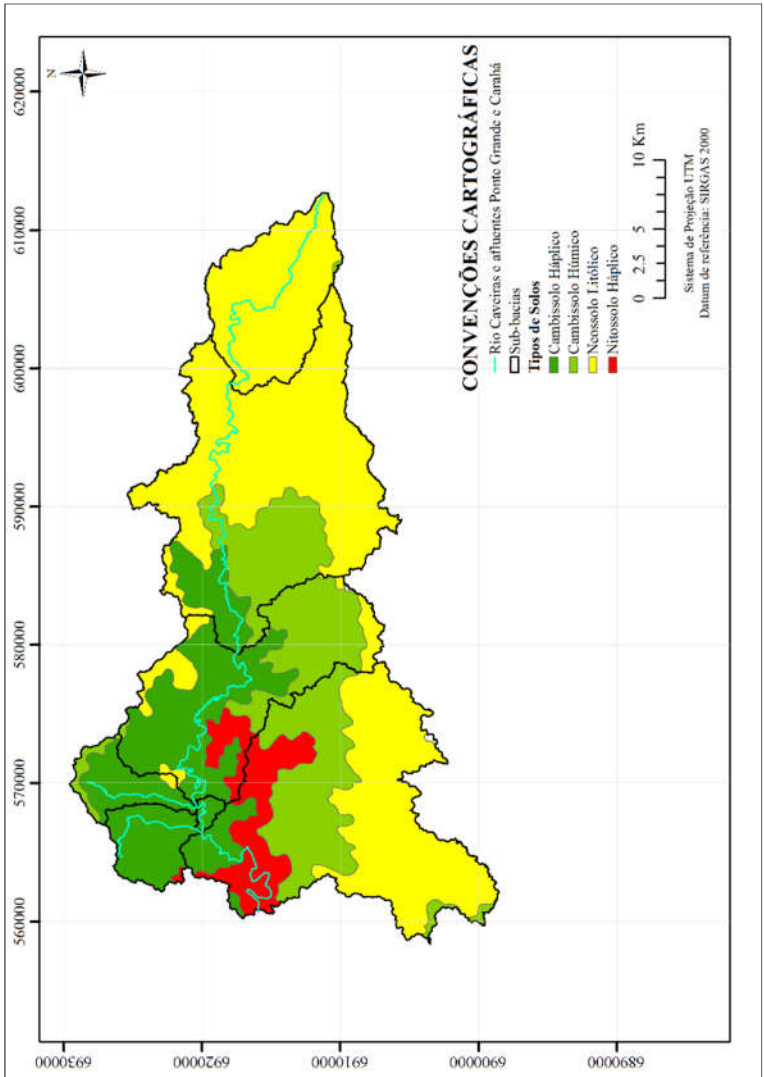 N
560000
570000
580000
590000
600000
610000
620000
6930000
6920000
6910000
6900000
6890000
CONVENÇÕES CARTOGRÁFICAS
Rio Caveiras e afluentes Ponte Grande e Carahá
Sub-bacias
Tipos de Solos
Cambissolo Háplico
Cambissolo Húmico
Neossolo Litólico
Nitossolo Háplico
0 2.5 5 10 Km
Sistema de Projeção UTM
Datum de referência: SIRGAS 2000